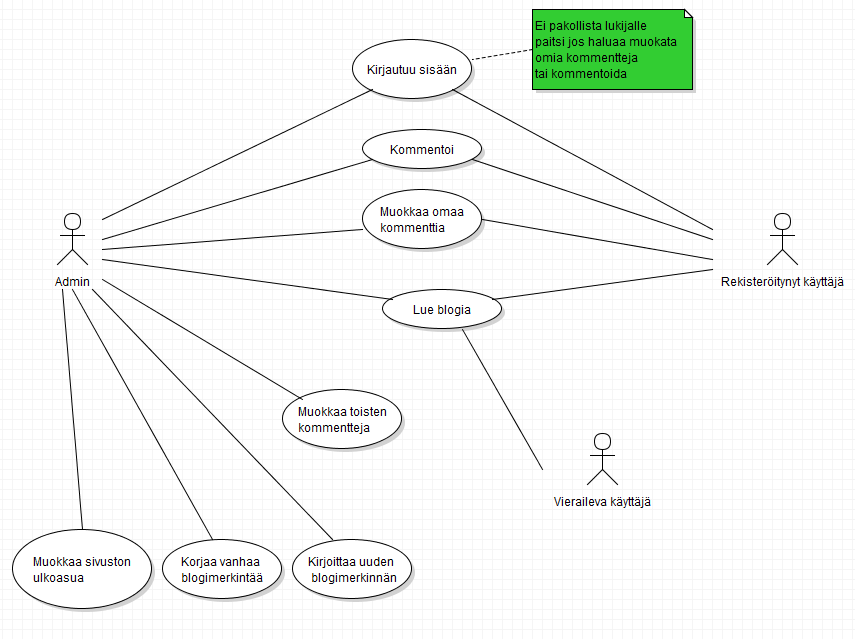 Ei pakollista lukijalle
paitsi jos haluaa muokata
omia kommentteja
tai kommentoida
Kirjautuu sisään
Kommentoi
Muokkaa omaa
kommenttia
Admin
Rekisteröitynyt käyttäjä
Lue blogia
Muokkaa toisten
kommentteja
Vieraileva käyttäjä
Muokkaa sivuston
ulkoasua
Korjaa vanhaa
blogimerkintää
Kirjoittaa uuden
blogimerkinnän